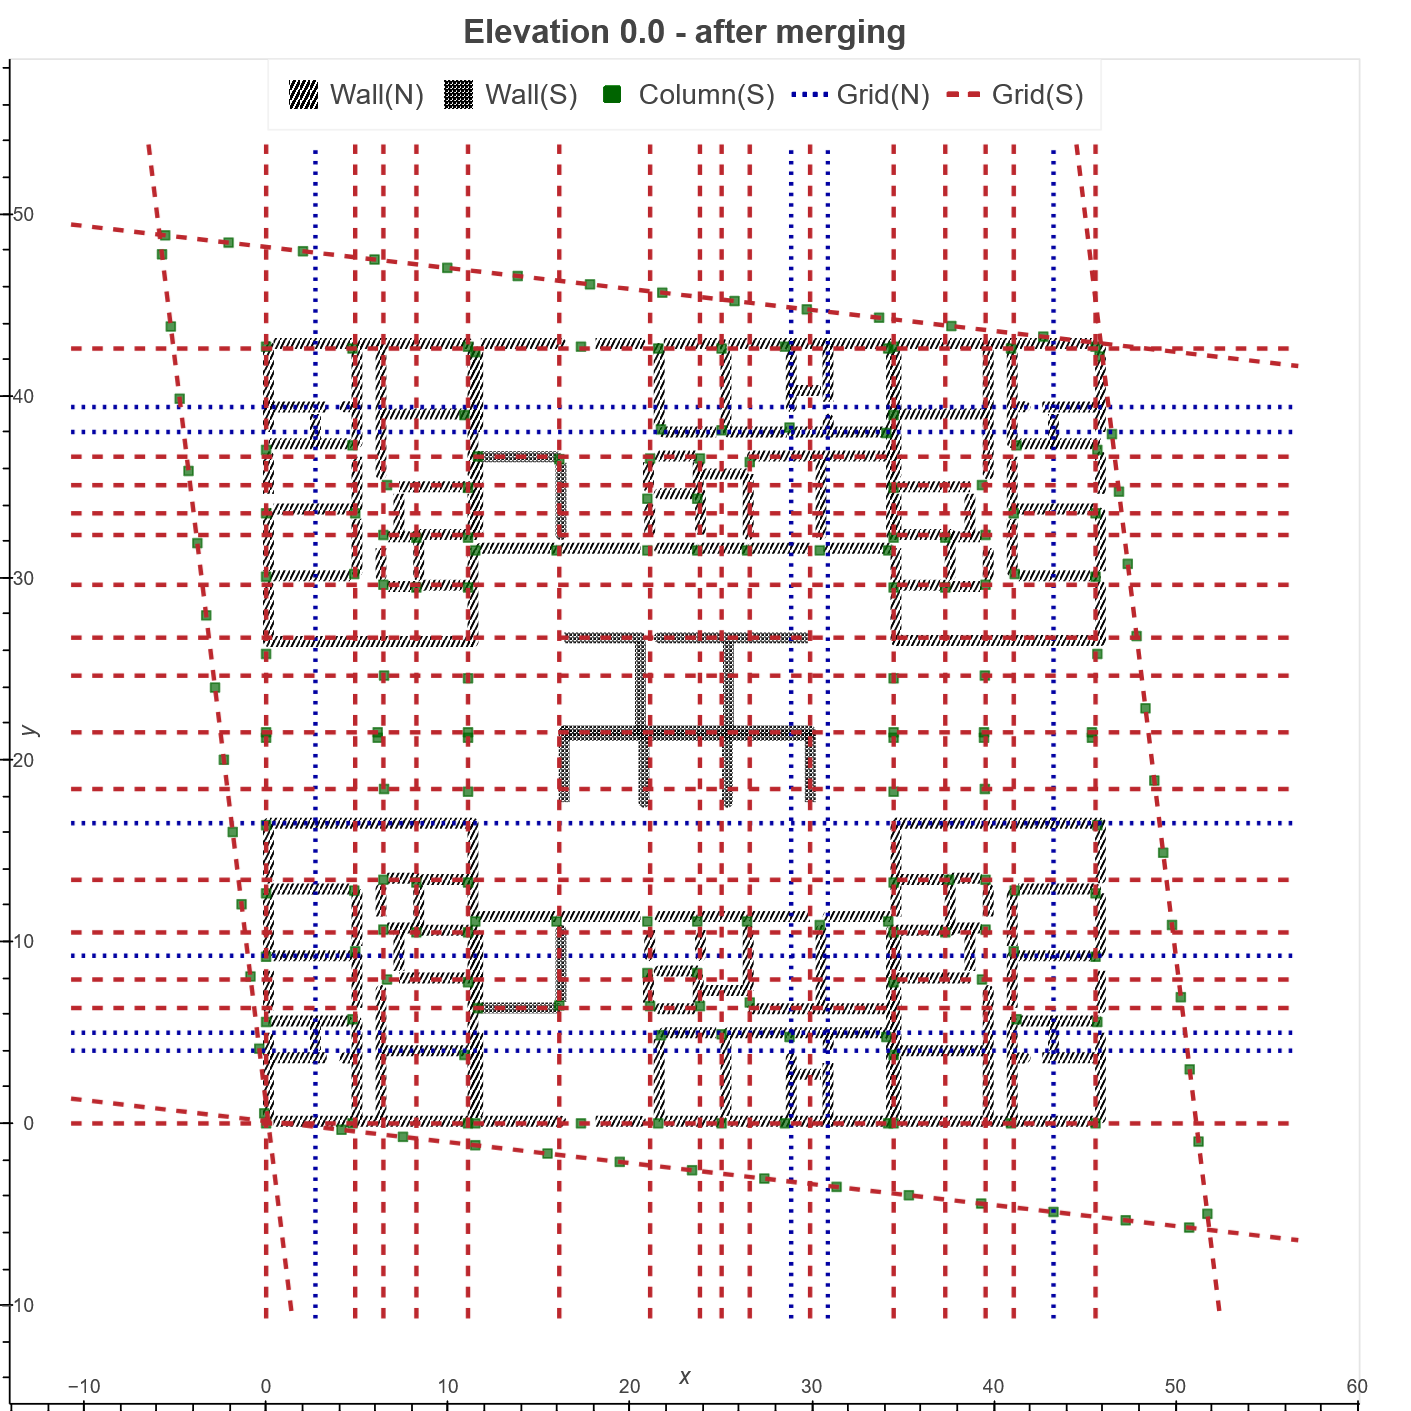 Elevation 0.0 - after merging
Wall(N) Wall(S) Column(S) Grid(N) Grid(S)
50
40
30
y
20
10
0
−10
x
−10 0 10 20 30 40 50 60